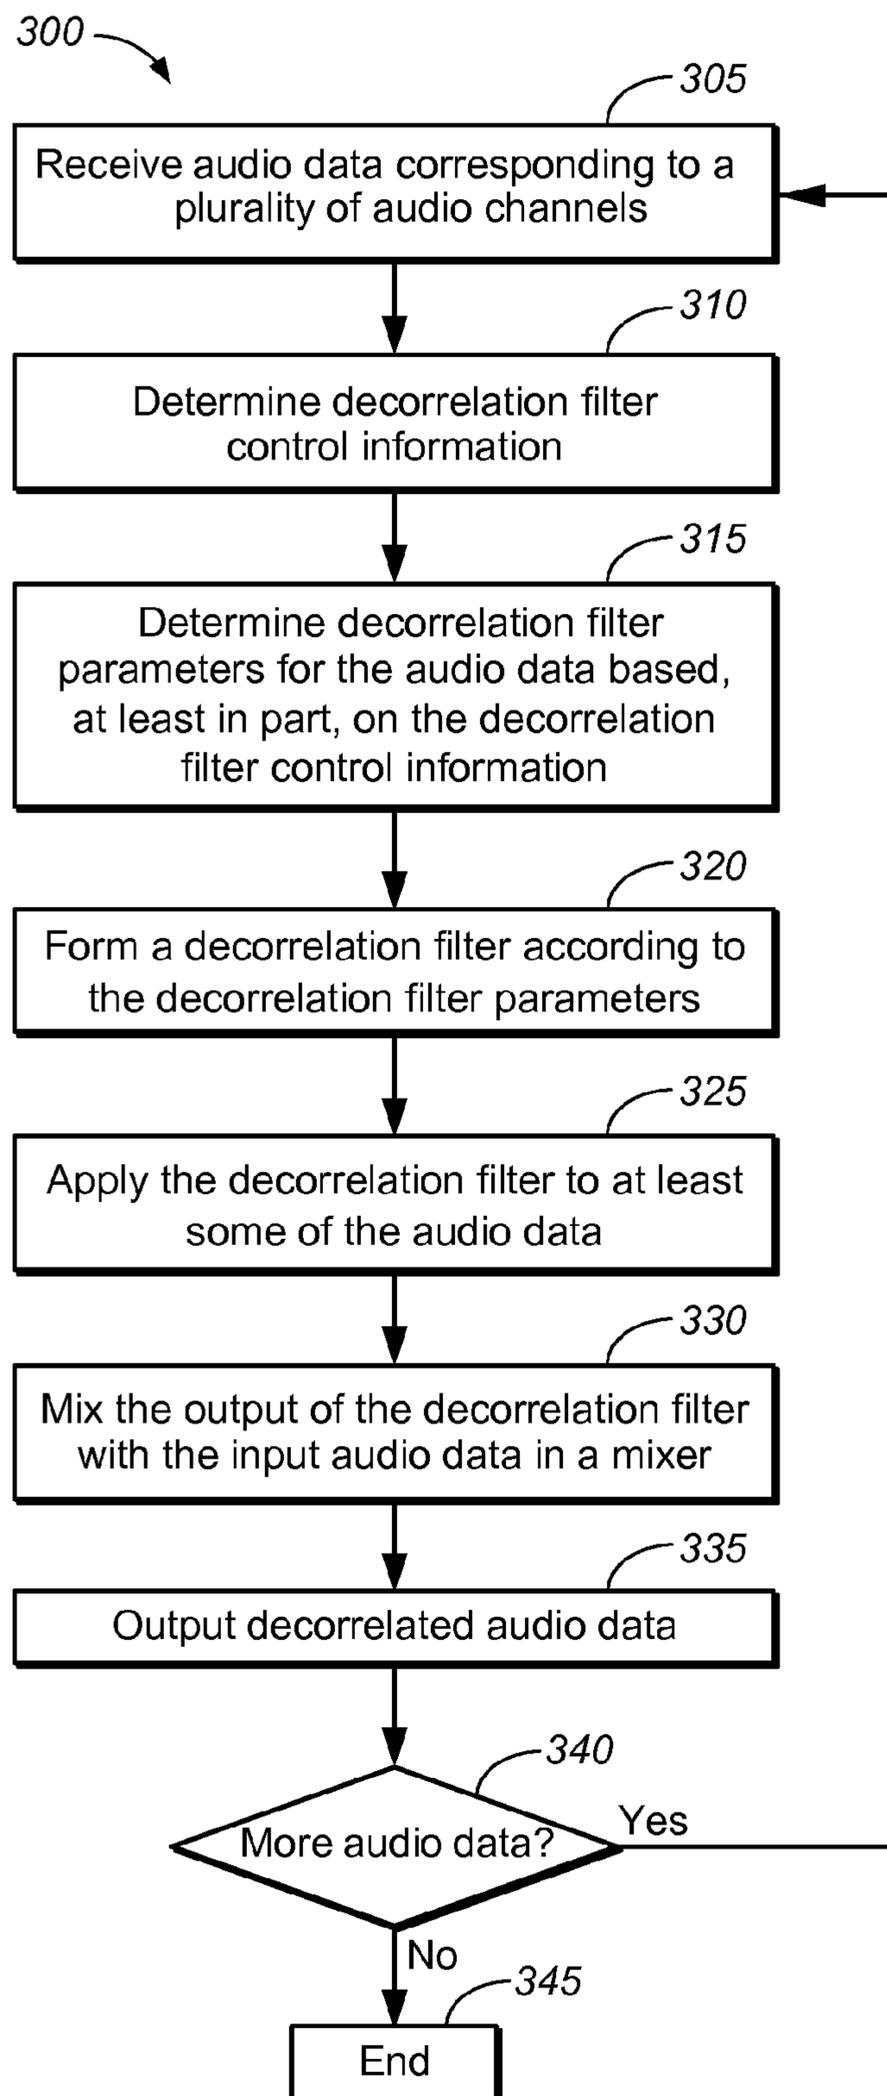 300
305
Receive audio data corresponding to a
plurality of audio channels
310
Determine decorrelation filter
control information
315
Determine decorrelation filter
parameters for the audio data based,
at least in part, on the decorrelation
filter control information
320
Form a decorrelation filter according to
the decorrelation filter parameters
325
Apply the decorrelation filter to at least
some of the audio data
330
Mix the output of the decorrelation filter
with the input audio data in a mixer
335
Output decorrelated audio data
340
More audio data?
Yes
No
345
End